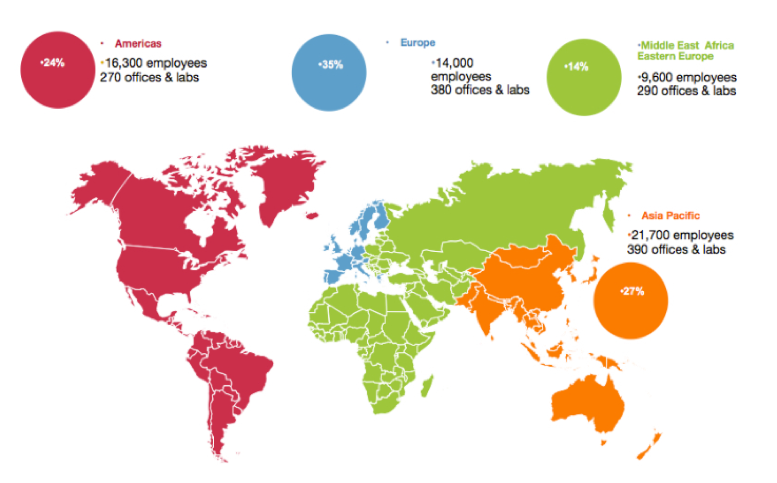 •24%
• Americas
•16,300 employees
270 offices & labs
•35%
• Europe
•14,000
employees
380 offices & labs
•14%
•Middle East Africa
Eastern Europe
•9,600 employees
290 offices & labs
• Asia Pacific
•21,700 employees
390 offices & labs
•27%